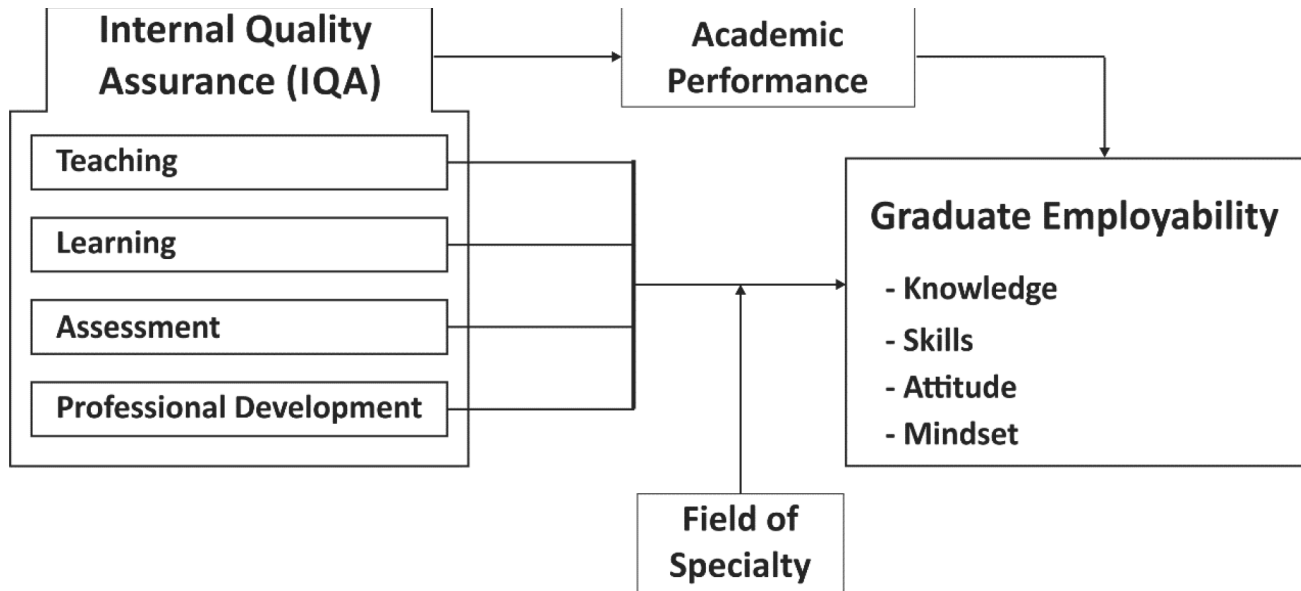 Internal Quality
Assurance (IQA)
Academic
Performance
Teaching
Learning
Assessment
Professional Development
Graduate Employability
- Knowledge
- Skills
- Attitude
- Mindset
Field of
Specialty